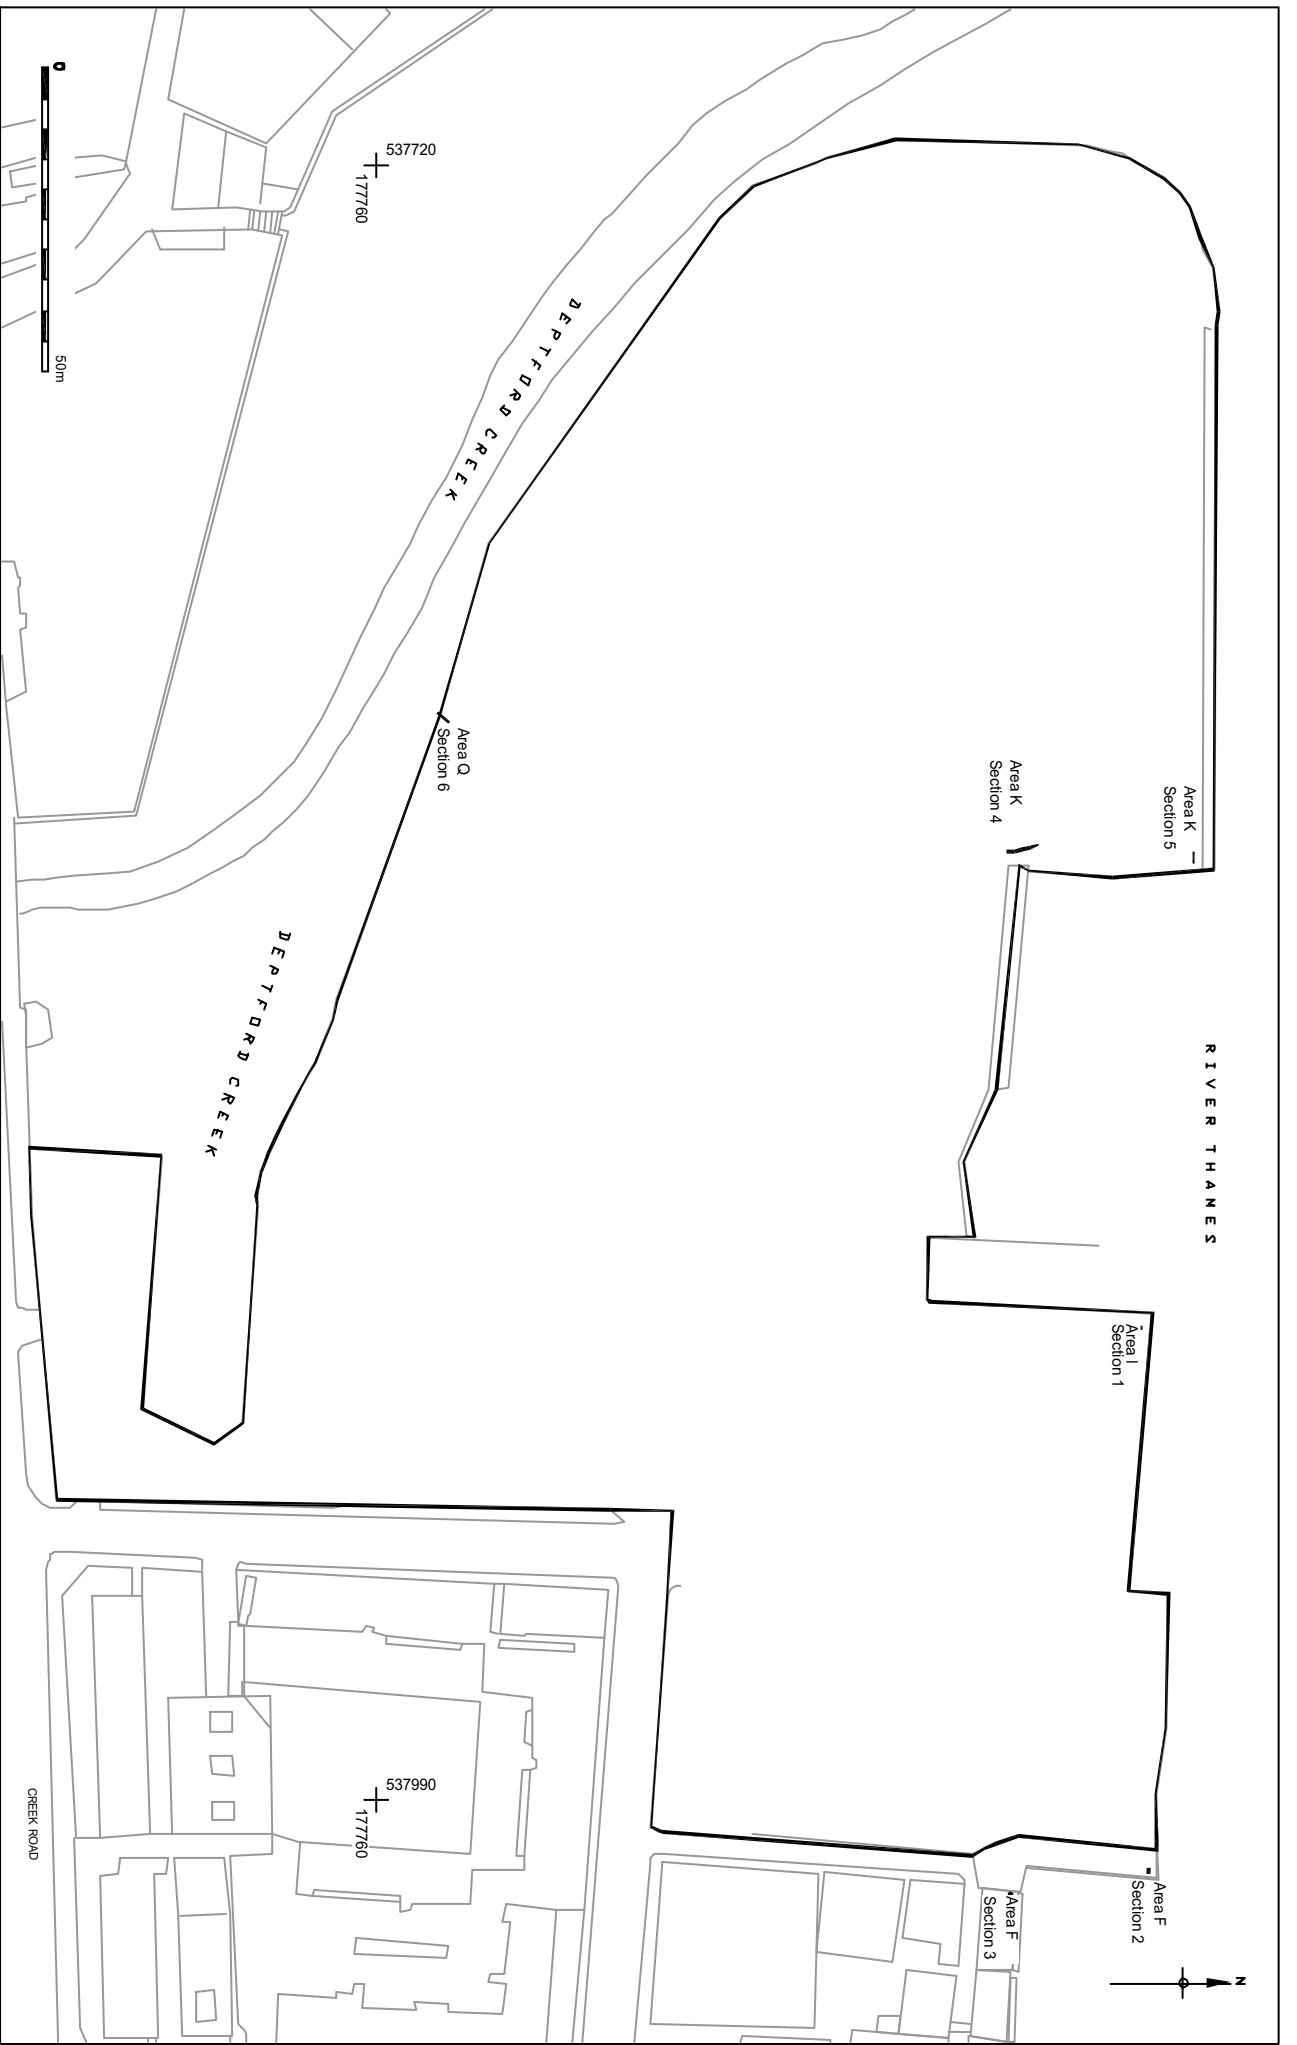 0
50m
537720
177760
DEPTFORD CREEK
Area Q
Section 6
Area K
Section 4
Area K
Section 5
DEPTFORD CREEK
RIVER THAMES
Area I
Section 1
537990
177760
CREEK ROAD
Area F
Section 2
Area F
Section 3
N